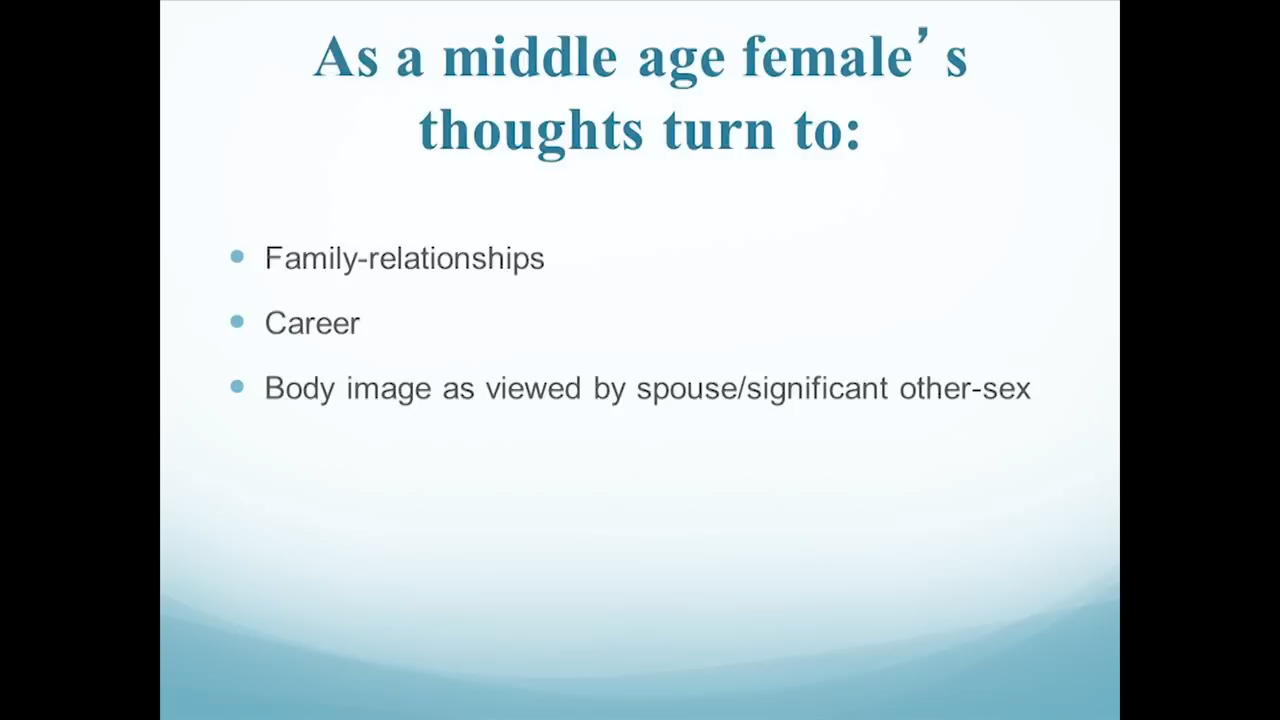 As a middle age female’s
thoughts turn to:
Family-relationships
Career
Body image as viewed by spouse/significant other-sex